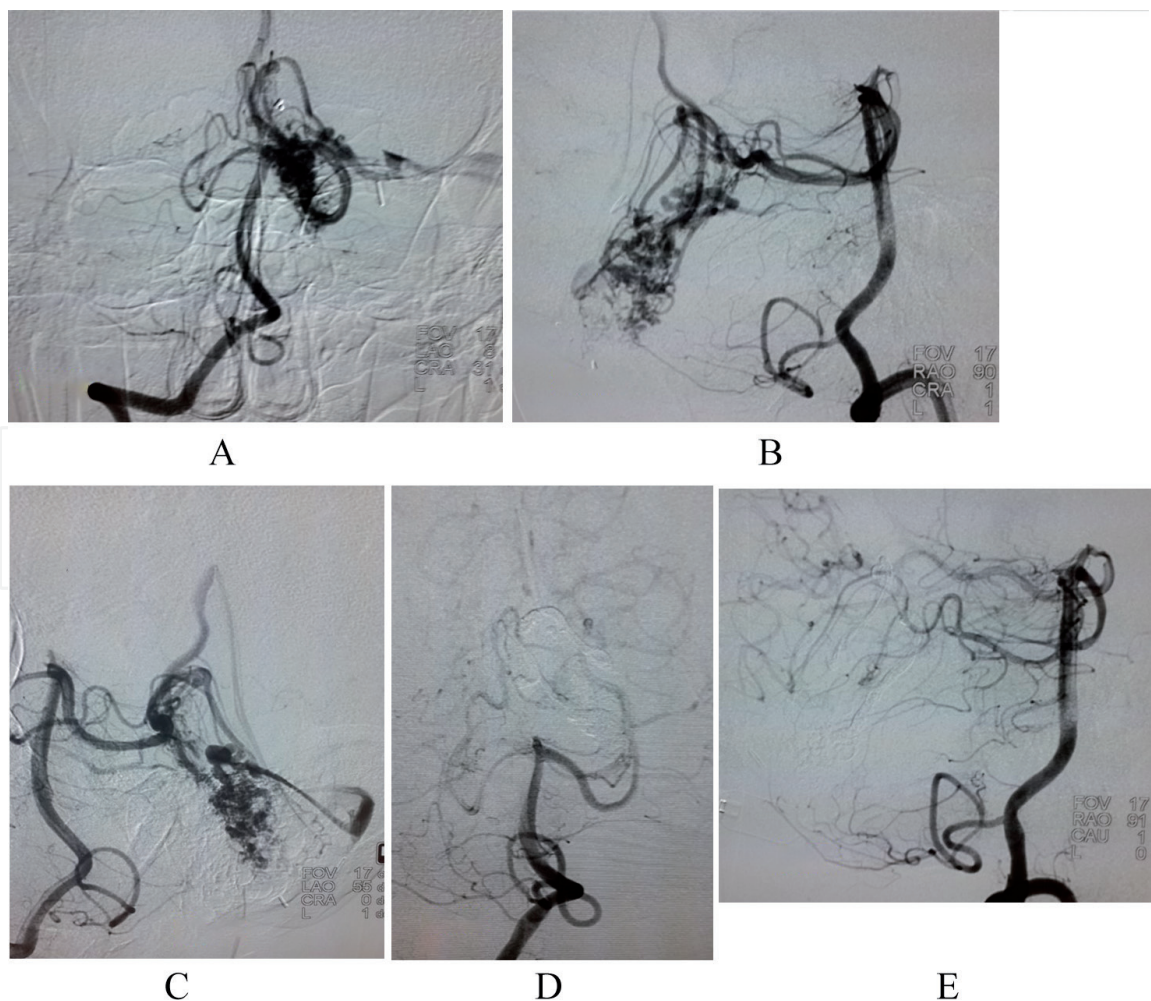 FOV 17
CRA 31
L 1
A
FOV 17
RAO 90
CRA 1
L 1
B
FOV 17
LAO 55
CRA 0
L 1
C
D
FOV 17
RAO 91
CAU 1
L 0
E